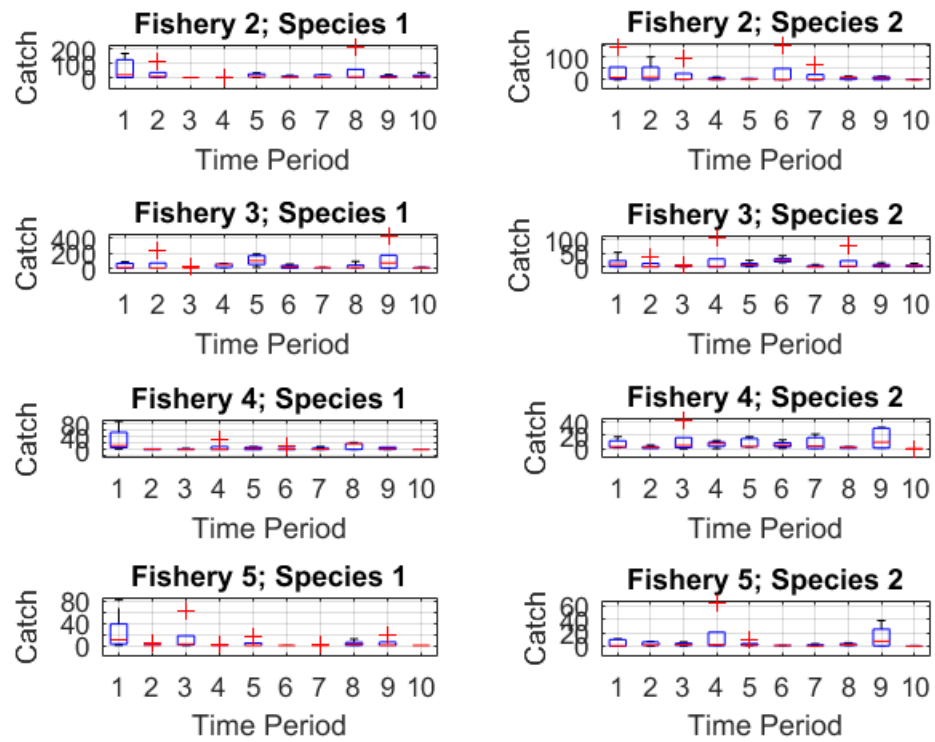 Fishery 2; Species 1
Catch
200
100
0
1 2 3 4 5 6 7 8 9 10
Time Period
Fishery 2; Species 2
Catch
100
0
1 2 3 4 5 6 7 8 9 10
Time Period
Fishery 3; Species 1
Catch
400
200
0
1 2 3 4 5 6 7 8 9 10
Time Period
Fishery 3; Species 2
Catch
100
50
0
1 2 3 4 5 6 7 8 9 10
Time Period
Fishery 4; Species 1
Catch
80
40
0
1 2 3 4 5 6 7 8 9 10
Time Period
Fishery 4; Species 2
Catch
40
20
0
1 2 3 4 5 6 7 8 9 10
Time Period
Fishery 5; Species 1
Catch
80
40
0
1 2 3 4 5 6 7 8 9 10
Time Period
Fishery 5; Species 2
Catch
60
20
0
1 2 3 4 5 6 7 8 9 10
Time Period